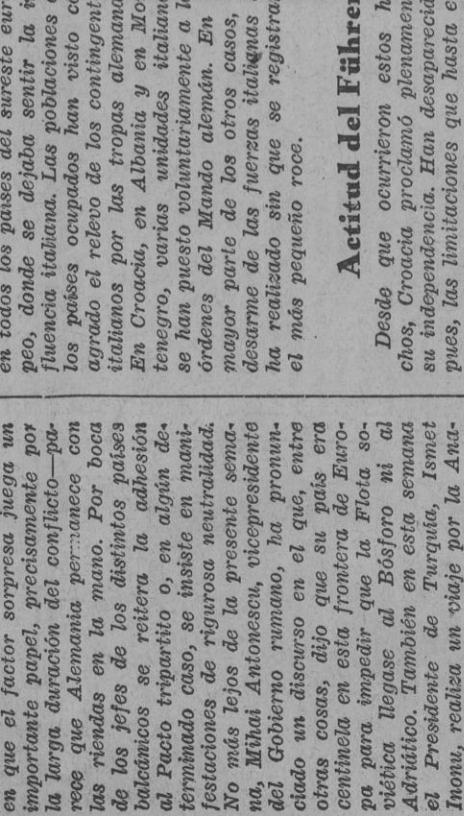 en que el factor sorpresa juega un
importante papel, precisamente por
la larga duración del conflicto—pa-
rece que Alemania permanece con
las riendas en la mano. Por boca
de los jefes de los distintos países
balcánicos se reitera la adhesión
al Pacto tripartito o, en algún de-
terminado caso, se insiste en mani-
festaciones de rigurosa neutralidad.
No más lejos de la presente sema-
na, Mihai Antonescu, vicepresidente
del Gobierno rumano, ha pronun-
ciado un discurso en el que, entre
otras cosas, dijo que su país era
centinela en esta frontera de Euro-
pa para impedir que la Flota so-
viética llegase al Bósforo ni al
Adriático. También en esta semana
el Presidente de Turquía, Ismet
Inonu, realiza un viaje por la Ana-
en todos los países del sureste eur
peo, donde se dejaba sentir la i
fluencia italiana. Las poblaciones
los países ocupados han visto c
agrado el relevo de los contingent
italianos por las tropas alemana
En Croacia, en Albania y en Mo
tenegro, varias unidades italian
se han puesto voluntariamente a l
órdenes del Mando alemán. En
mayor parte de los otros casos,
desarme de las fuerzas italianas
ha realizado sin que se registra
el más pequeño roce.
Actitud del Führer
Desde que ocurrieron estos h
chos, Croacia proclamó plenament
su independencia. Han desaparecid
pues, las limitaciones que hasta e